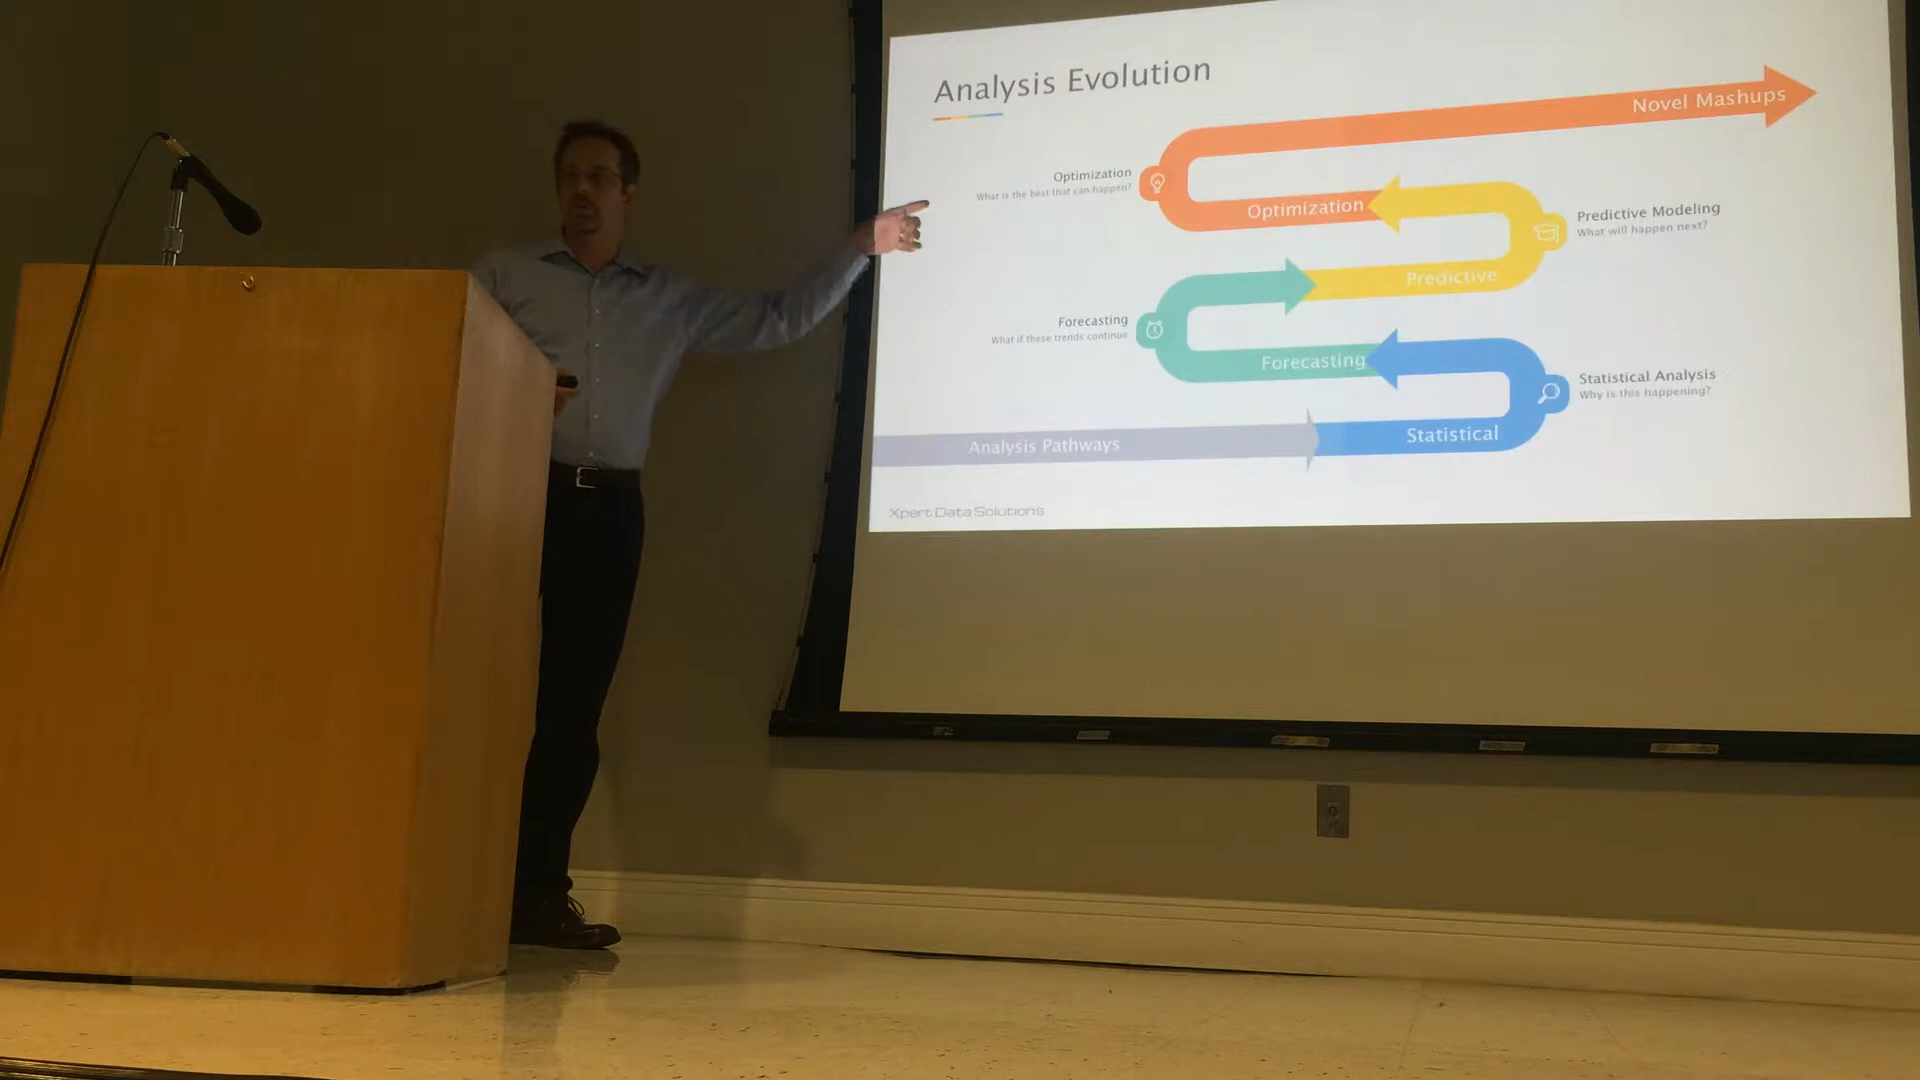 Analysis Evolution
Novel Mashups
Optimization
What is the best that can happen?
Optimization
Predictive Modeling
What will happen next?
Predictive
Forecasting
What if these trends continue
Forecasting
Statistical Analysis
Why is this happening?
Analysis Pathways
Statistical
Xpert Data Solutions